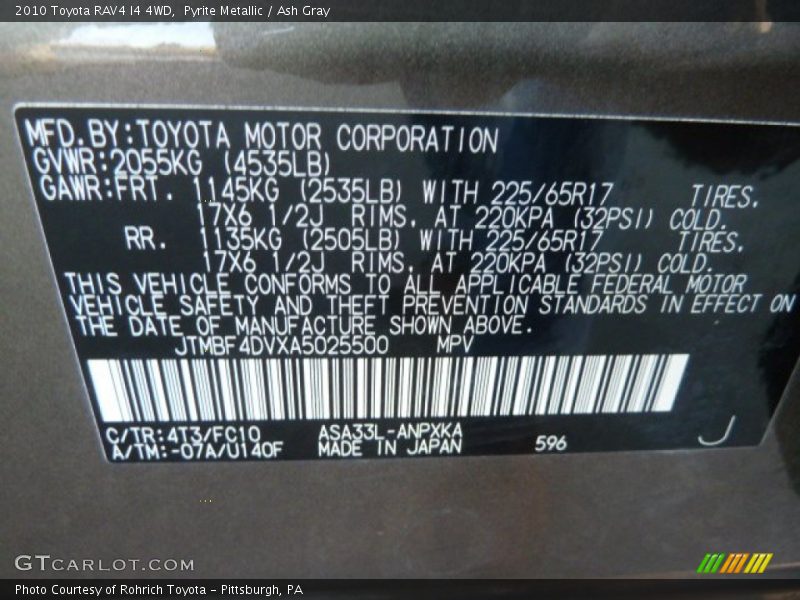 2010 Toyota RAV4 I4 4WD, Pyrite Metallic / Ash Gray
MFD.BY:TOYOTA MOTOR CORPORATION
GVWR:2055KG (4535LB)
GAWR:FRT. 1145KG (2535LB) WITH 225/65R17 TIRES.
17X6 1/2J RIMS. AT 220KPA (32PSI) COLD.
RR. 1135KG (2505LB) WITH 225/65R17 TIRES.
17X6 1/2J RIMS. AT 220KPA (32PSI) COLD.
THIS VEHICLE CONFORMS TO ALL APPLICABLE FEDERAL MOTOR
VEHICLE SAFETY AND THEFT PREVENTION STANDARDS IN EFFECT ON
THE DATE OF MANUFACTURE SHOWN ABOVE.
JTMBF4DVXA5025500 MPV
C/TR:4T3/FC10 ASA33L-ANPXKA
A/TM:-07A/U140F MADE IN JAPAN 596 J
GTCARLOT.COM
Photo Courtesy of Rohrich Toyota – Pittsburgh, PA